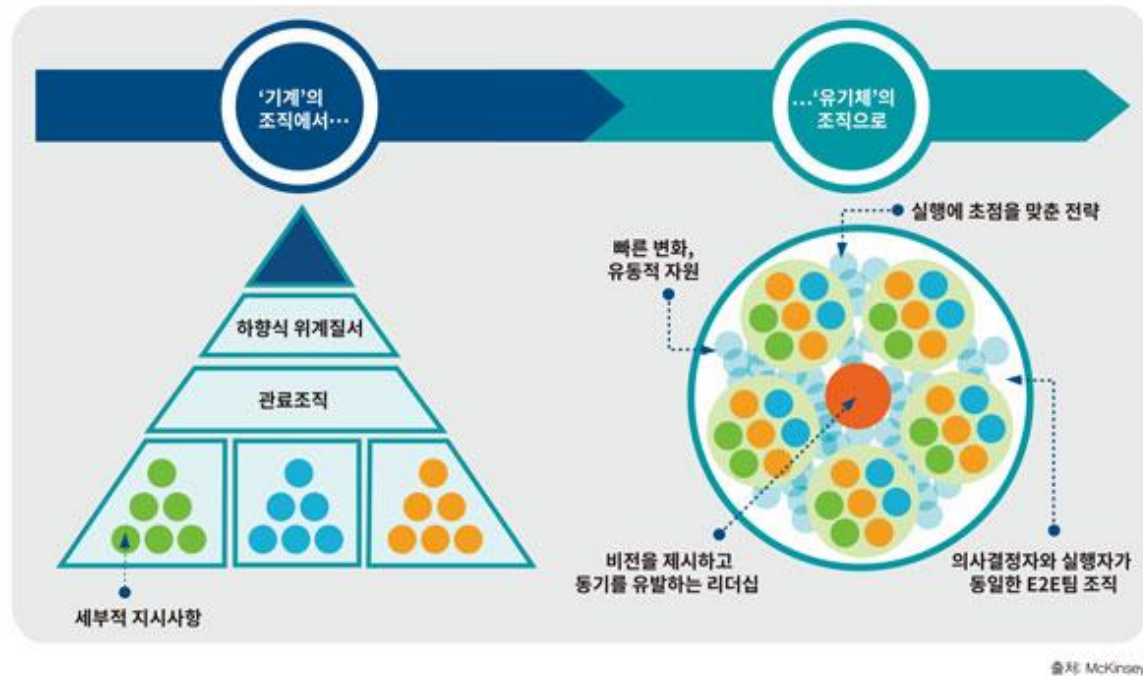 ‘기계’의
조직에서…
…‘유기체’의
조직으로
하향식 위계질서
관료조직
세부적 지시사항
실행에 초점을 맞춘 전략
빠른 변화,
유동적 자원
비전을 제시하고
동기를 유발하는 리더십
의사결정자와 실행자가
동일한 E2E팀 조직
출처: McKinsey